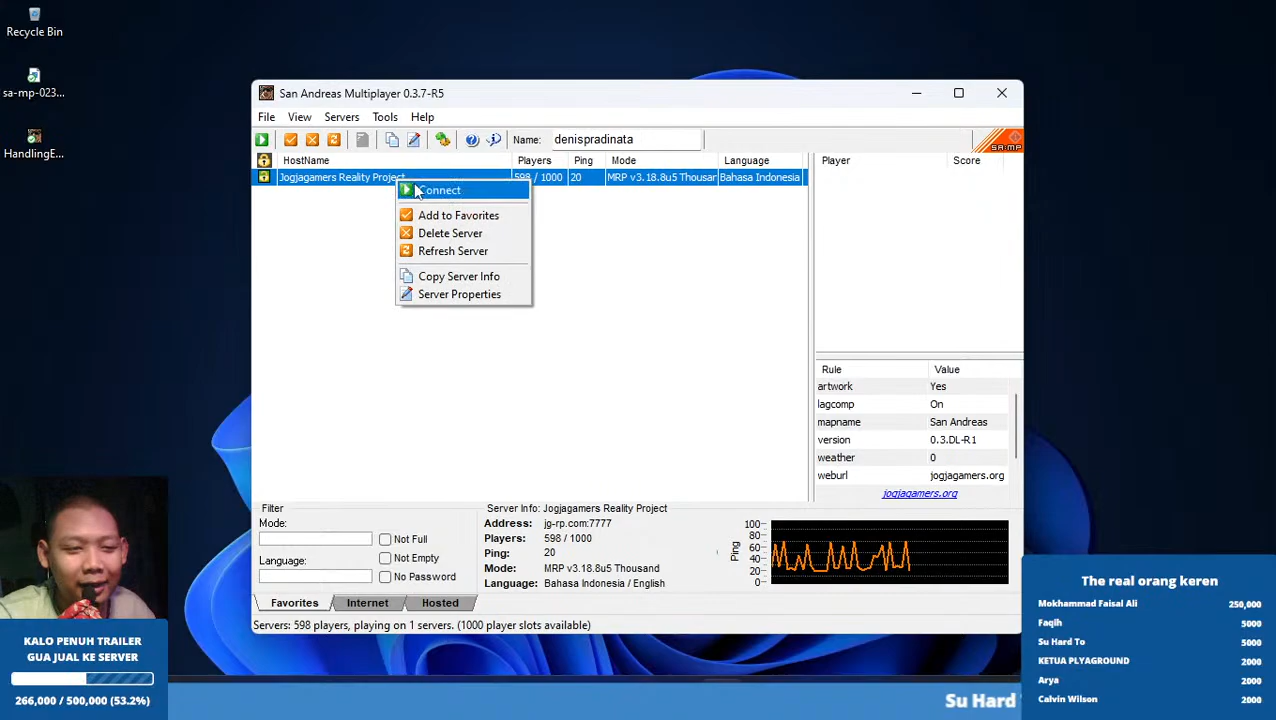 Recycle Bin
sa-mp-023...
HandlingE...
San Andreas Multiplayer 0.3.7-R5
File View Servers Tools Help
Name: denispradinata
SA:MP
HostName Players Ping Mode Language
Jogjagamers Reality Project 598 / 1000 20 MRP v3.18.8u5 Thousan Bahasa Indonesia
Connect
Add to Favorites
Delete Server
Refresh Server
Copy Server Info
Server Properties
Player Score
Rule Value
artwork Yes
lagcomp On
mapname San Andreas
version 0.3.DL-R1
weather 0
weburl jogjagamers.org
jogjagamers.org
Filter
Mode:
Language:
Not Full
Not Empty
No Password
Server Info: Jogjagamers Reality Project
Address: jg-rp.com:7777
Players: 598 / 1000
Ping: 20
Mode: MRP v3.18.8u5 Thousand
Language: Bahasa Indonesia / English
Ping
100
80
60
40
20
0
Favorites Internet Hosted
Servers: 598 players, playing on 1 servers. (1000 player slots available)
KALO PENUH TRAILER
GUA JUAL KE SERVER
266,000 / 500,000 (53.2%)
The real orang keren
Mokhammad Faisal Ali 250,000
Faqih 5000
Su Hard To 5000
KETUA PLYAGROUND 2000
Arya 2000
Calvin Wilson 2000
Su Hard